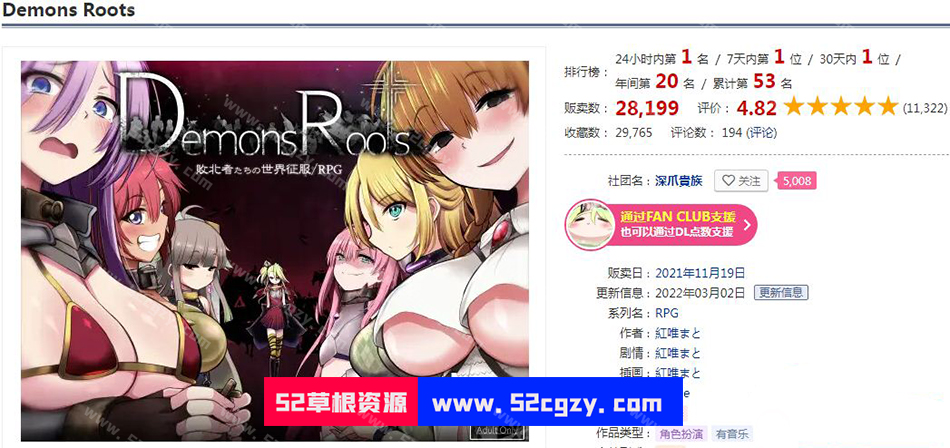 Demons Roots
Demons Roots
敗北者たちの世界征服/RPG
Adult Only
排行榜： 24小时内第 1 名 / 7天内第 1 位 / 30天内 1 位 /
年间第 20 名 / 累计第 53 名
贩卖数： 28,199 评价： 4.82 ★★★★★ (11,322)
收藏数： 29,765 评论数： 194 (评论)
社团名： 深爪貴族 ♡ 关注 5,008
通过FAN CLUB支援
也可以通过DL点数支援
贩卖日： 2021年11月19日
更新信息： 2022年03月02日 更新信息
系列名： RPG
作者： 紅唯まと
剧情： 紅唯まと
插画： 紅唯まと
52草根资源 www.52cgzy.com
作品类型： 角色扮演 有音乐